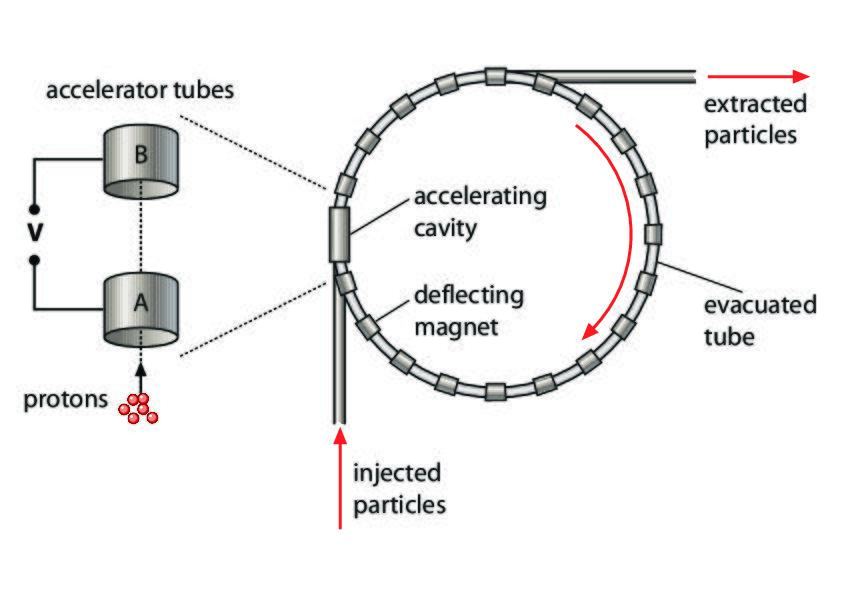 accelerator tubes
B
V
A
protons
accelerating
cavity
deflecting
magnet
injected
particles
extracted
particles
evacuated
tube